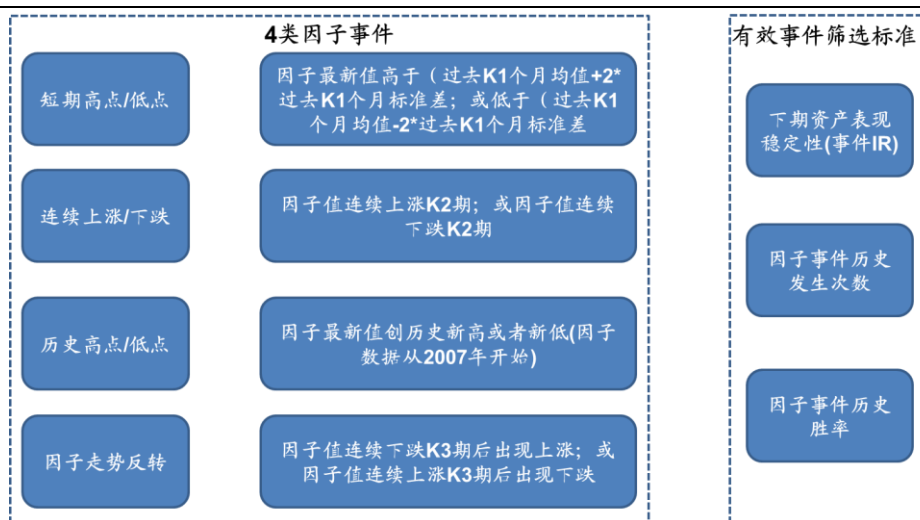 4类因子事件
短期高点/低点
因子最新值高于（过去K1个月均值+2*
过去K1个月标准差；或低于（过去K1
个月均值-2*过去K1个月标准差
连续上涨/下跌
因子值连续上涨K2期；或因子值连续
下跌K2期
历史高点/低点
因子最新值创历史新高或者新低(因子
数据从2007年开始)
因子走势反转
因子值连续下跌K3期后出现上涨；或
因子值连续上涨K3期后出现下跌
有效事件筛选标准
下期资产表现
稳定性(事件IR)
因子事件历史
发生次数
因子事件历史
胜率